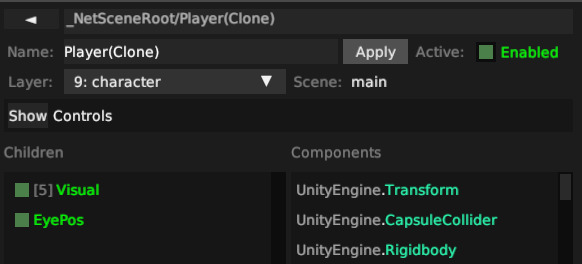 ◄ _NetSceneRoot/Player(Clone)
Name: Player(Clone) Apply Active: Enabled
Layer: 9: character ▼ Scene: main
Show Controls
Children Components
[5] Visual UnityEngine.Transform
EyePos UnityEngine.CapsuleCollider
UnityEngine.Rigidbody